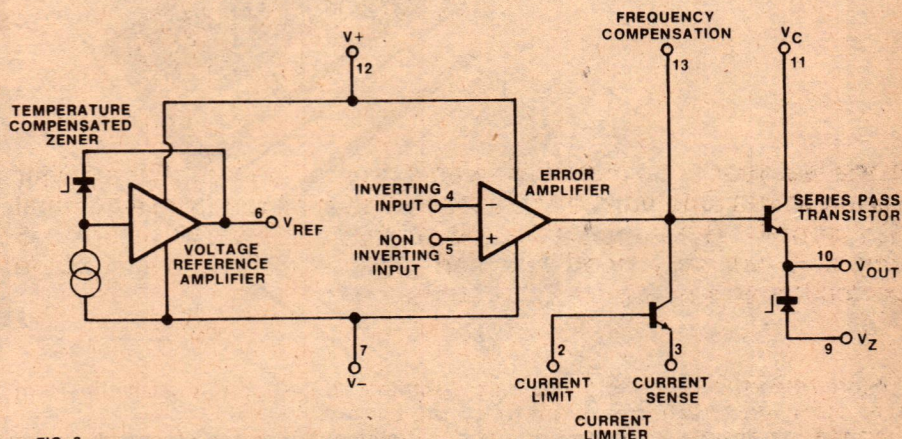 FREQUENCY
COMPENSATION
13
VC
11
V+
12
TEMPERATURE
COMPENSATED
ZENER
6
VREF
VOLTAGE
REFERENCE
AMPLIFIER
INVERTING
INPUT
4
−
ERROR
AMPLIFIER
NON
INVERTING
INPUT
5
+
SERIES PASS
TRANSISTOR
10
VOUT
9
VZ
7
V−
2
CURRENT
LIMIT
3
CURRENT
SENSE
CURRENT
LIMITER